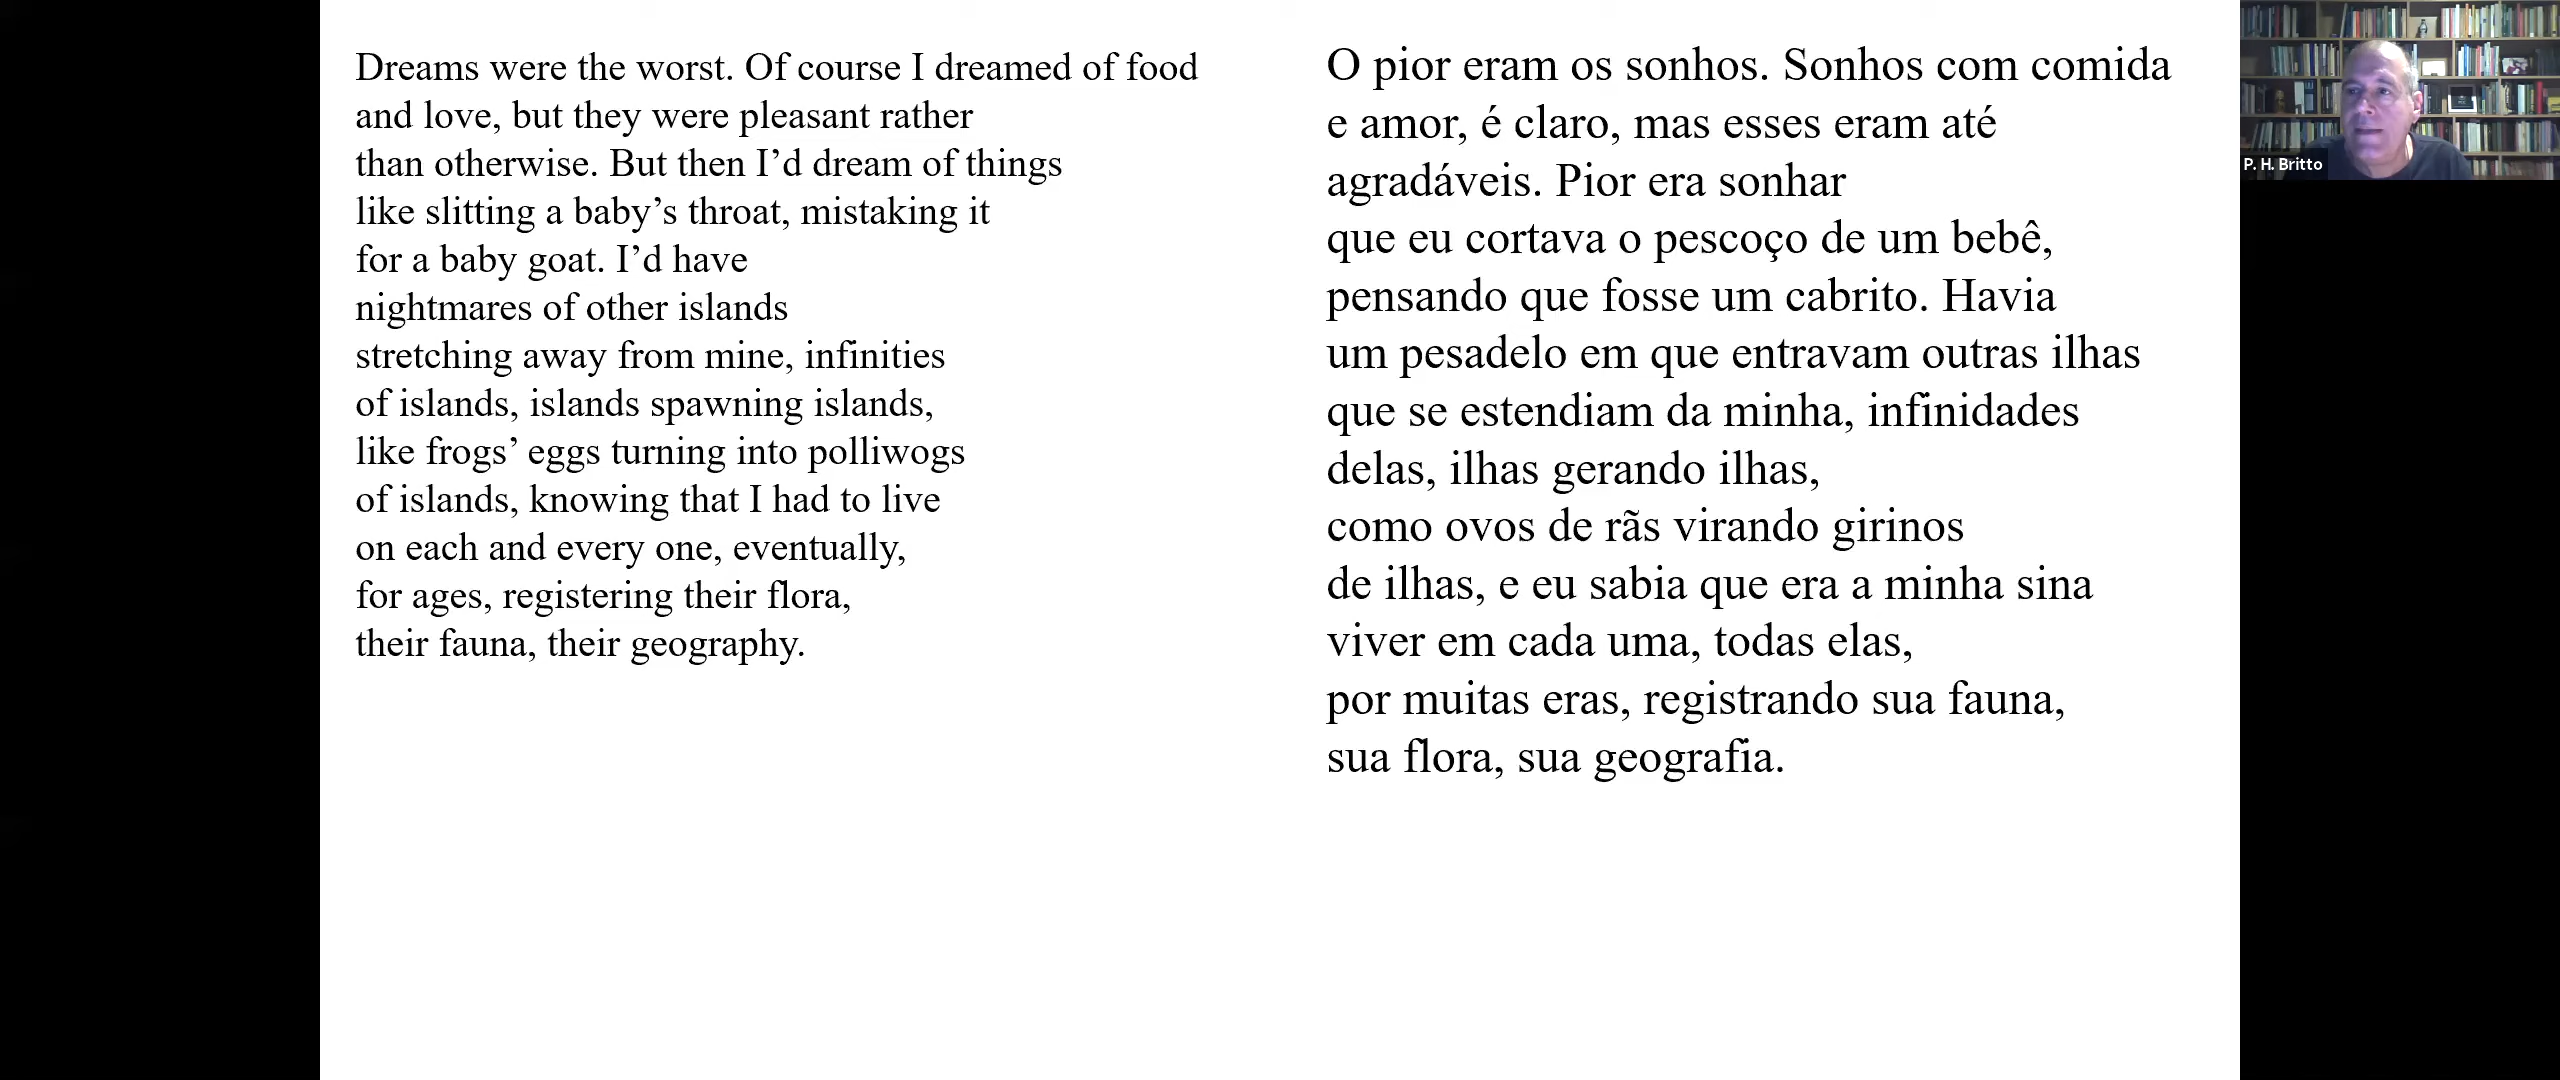 Dreams were the worst. Of course I dreamed of food
and love, but they were pleasant rather
than otherwise. But then I’d dream of things
like slitting a baby’s throat, mistaking it
for a baby goat. I’d have
nightmares of other islands
stretching away from mine, infinities
of islands, islands spawning islands,
like frogs’ eggs turning into polliwogs
of islands, knowing that I had to live
on each and every one, eventually,
for ages, registering their flora,
their fauna, their geography.
O pior eram os sonhos. Sonhos com comida
e amor, é claro, mas esses eram até
agradáveis. Pior era sonhar
que eu cortava o pescoço de um bebê,
pensando que fosse um cabrito. Havia
um pesadelo em que entravam outras ilhas
que se estendiam da minha, infinidades
delas, ilhas gerando ilhas,
como ovos de rãs virando girinos
de ilhas, e eu sabia que era a minha sina
viver em cada uma, todas elas,
por muitas eras, registrando sua fauna,
sua flora, sua geografia.
P. H. Britto